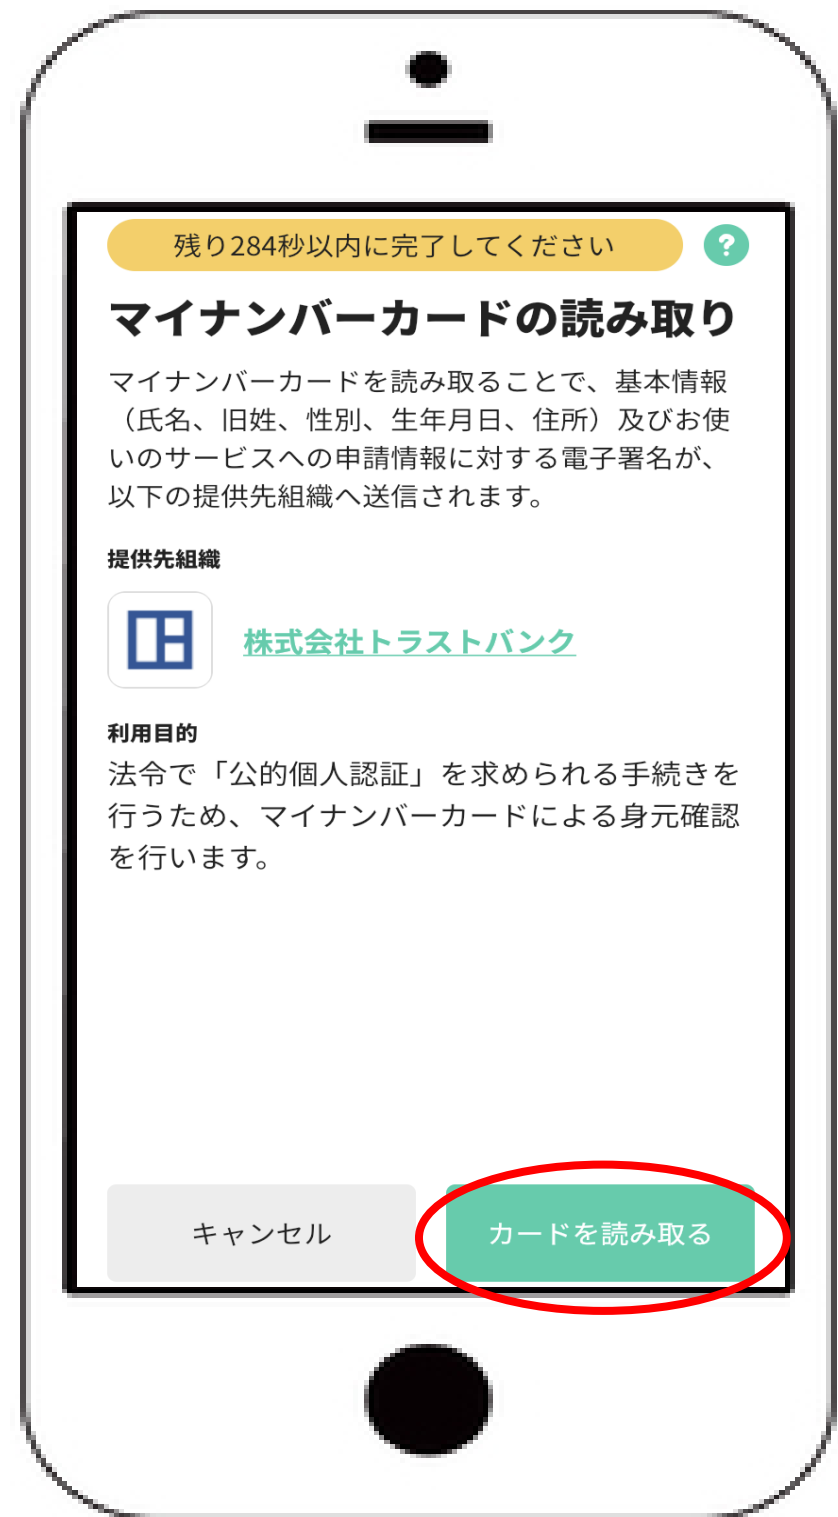 残り284秒以内に完了してください
?
マイナンバーカードの読み取り
マイナンバーカードを読み取ることで、基本情報
（氏名、旧姓、性別、生年月日、住所）及びお使
いのサービスへの申請情報に対する電子署名が、
以下の提供先組織へ送信されます。
提供先組織
株式会社トラストバンク
利用目的
法令で「公的個人認証」を求められる手続きを
行うため、マイナンバーカードによる身元確認
を行います。
キャンセル
カードを読み取る